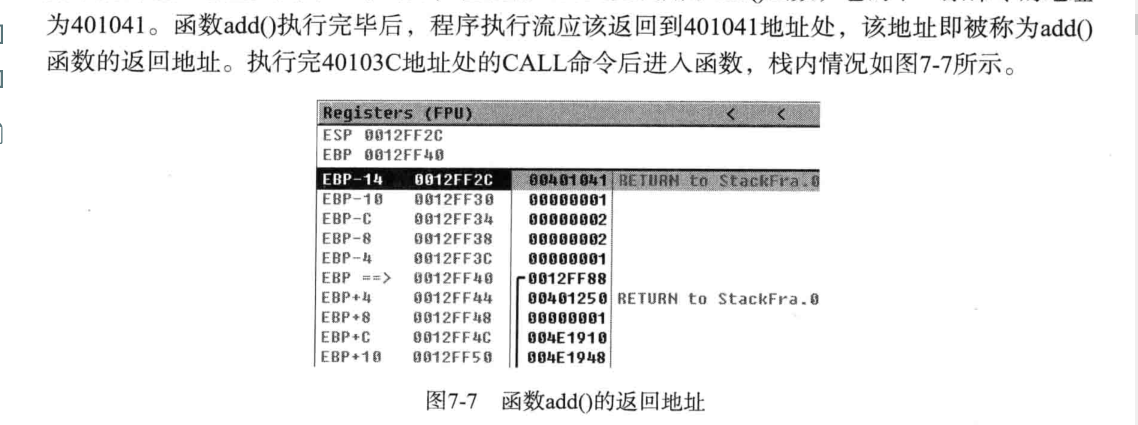 为401041。函数add()执行完毕后，程序执行流应该返回到401041地址处，该地址即被称为add()
函数的返回地址。执行完40103C地址处的CALL命令后进入函数，栈内情况如图7-7所示。
Registers (FPU) < <
ESP 0012FF2C
EBP 0012FF40
EBP-14 0012FF2C 00401041 RETURN to StackFra.0
EBP-10 0012FF30 00000001
EBP-C 0012FF34 00000002
EBP-8 0012FF38 00000002
EBP-4 0012FF3C 00000001
EBP ==> 0012FF40 0012FF88
EBP+4 0012FF44 00401250 RETURN to StackFra.0
EBP+8 0012FF48 00000001
EBP+C 0012FF4C 004E1910
EBP+10 0012FF50 004E1948
图7-7 函数add()的返回地址